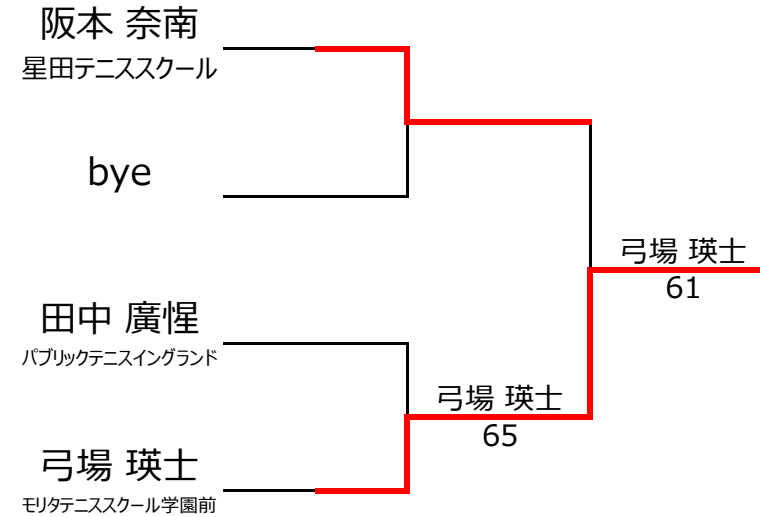 阪本 奈南
星田テニススクール
bye
田中 廣惺
パブリックテニスイングランド
弓場 瑛士
モリタテニススクール学園前
弓場 瑛士
65
弓場 瑛士
61